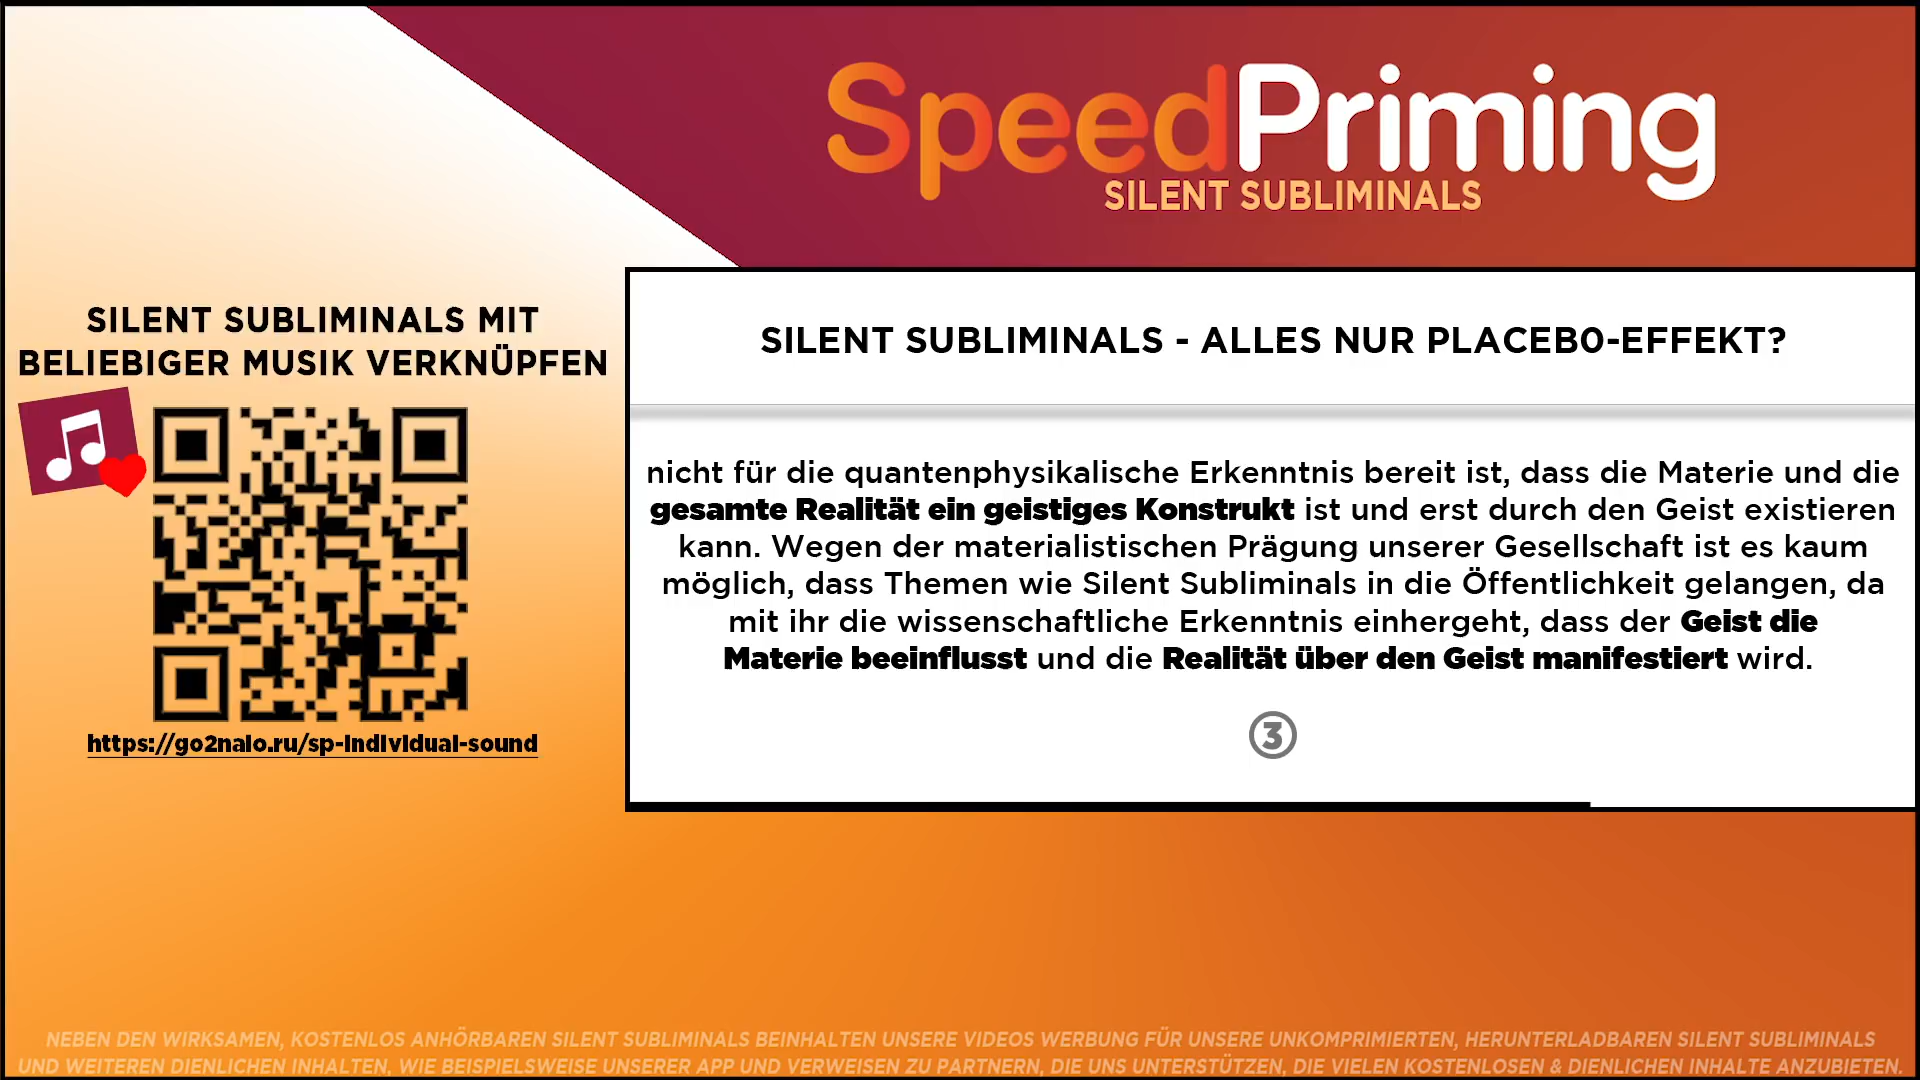 SpeedPriming
SILENT SUBLIMINALS
SILENT SUBLIMINALS MIT
BELIEBIGER MUSIK VERKNÜPFEN
https://go2nalo.ru/sp-individual-sound
SILENT SUBLIMINALS - ALLES NUR PLACEB0-EFFEKT?
nicht für die quantenphysikalische Erkenntnis bereit ist, dass die Materie und die
gesamte Realität ein geistiges Konstrukt ist und erst durch den Geist existieren
kann. Wegen der materialistischen Prägung unserer Gesellschaft ist es kaum
möglich, dass Themen wie Silent Subliminals in die Öffentlichkeit gelangen, da
mit ihr die wissenschaftliche Erkenntnis einhergeht, dass der Geist die
Materie beeinflusst und die Realität über den Geist manifestiert wird.
3
NEBEN DEN WIRKSAMEN, KOSTENLOS ANHÖRBAREN SILENT SUBLIMINALS BEINHALTEN UNSERE VIDEOS WERBUNG FÜR UNSERE UNKOMPRIMIERTEN, HERUNTERLADBAREN SILENT SUBLIMINALS
UND WEITEREN DIENLICHEN INHALTEN, WIE BEISPIELSWEISE UNSERER APP UND VERWEISEN ZU PARTNERN, DIE UNS UNTERSTÜTZEN, DIE VIELEN KOSTENLOSEN & DIENLICHEN INHALTE ANZUBIETEN.